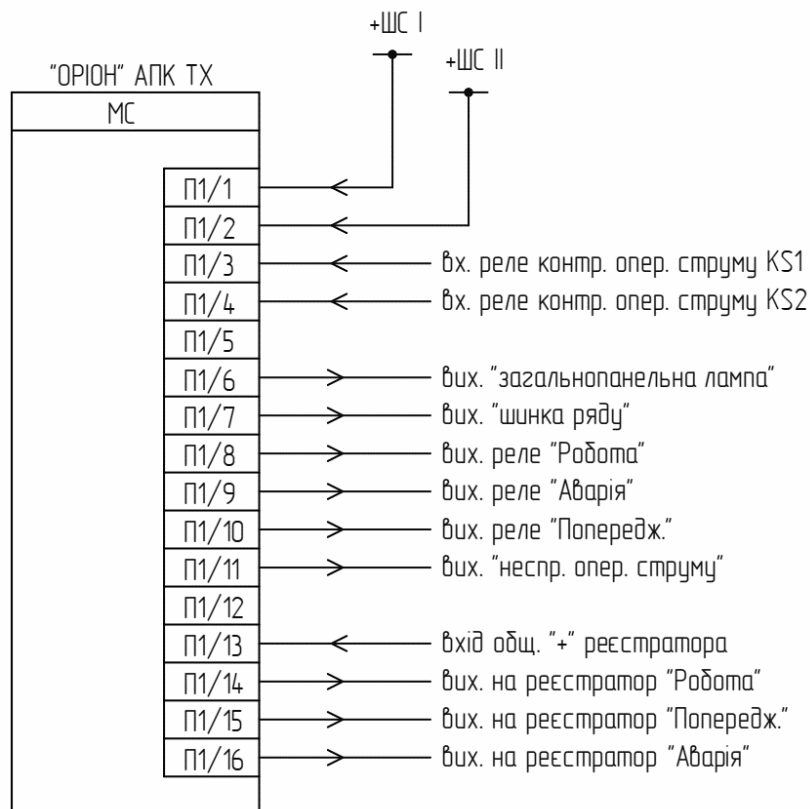 +ШС I
+ШС II
"ОРІОН" АПК ТХ
МС
П1/1
П1/2
П1/3 вх. реле контр. опер. струму KS1
П1/4 вх. реле контр. опер. струму KS2
П1/5
П1/6 вих. "загальнопанельна лампа"
П1/7 вих. "шинка ряду"
П1/8 вих. реле "Робота"
П1/9 вих. реле "Аварія"
П1/10 вих. реле "Попередж."
П1/11 вих. "неспр. опер. струму"
П1/12
П1/13 вхід общ. "+" реєстратора
П1/14 вих. на реєстратор "Робота"
П1/15 вих. на реєстратор "Попередж."
П1/16 вих. на реєстратор "Аварія"